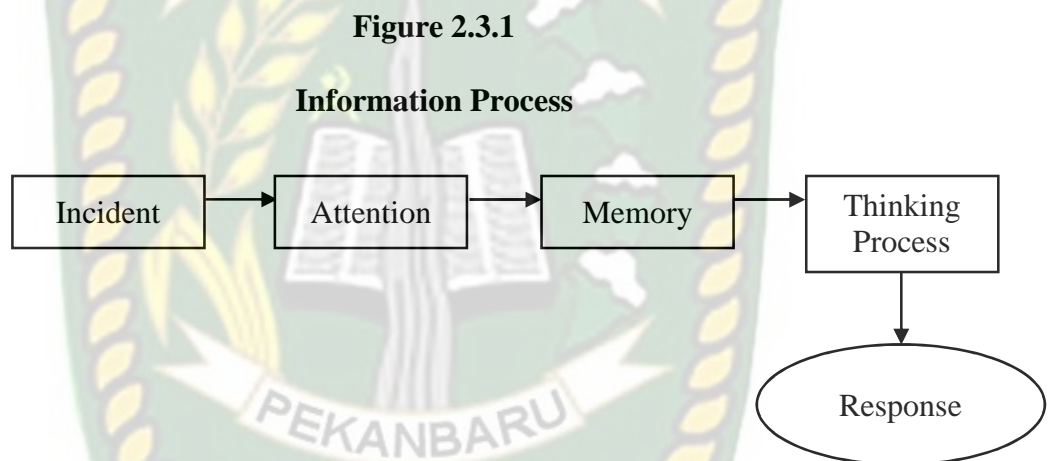 Figure 2.3.1
Information Process
Incident
Attention
Memory
Thinking
Process
Response
PEKANBARU